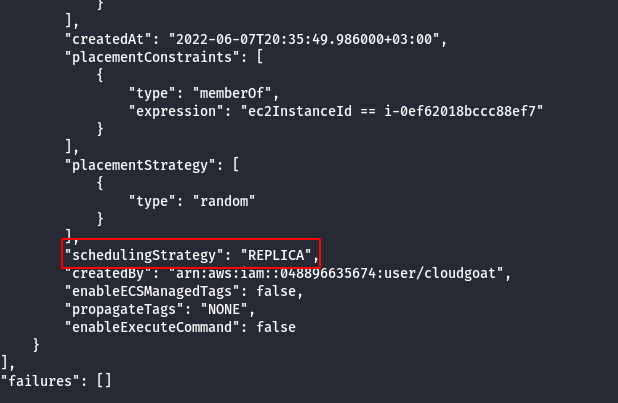 }
],
"createdAt": "2022-06-07T20:35:49.986000+03:00",
"placementConstraints": [
{
"type": "memberOf",
"expression": "ec2InstanceId == i-0ef62018bccc88ef7"
}
],
"placementStrategy": [
{
"type": "random"
}
],
"schedulingStrategy": "REPLICA",
"createdBy": "arn:aws:iam::048896635674:user/cloudgoat",
"enableECSManagedTags": false,
"propagateTags": "NONE",
"enableExecuteCommand": false
}
],
"failures": []